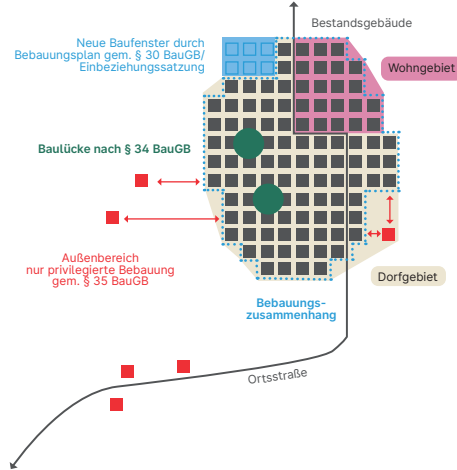 Bestandsgebäude
Neue Baufenster durch
Bebauungsplan gem. § 30 BauGB/
Einbeziehungssatzung
Wohngebiet
Baulücke nach § 34 BauGB
Außenbereich
nur privilegierte Bebauung
gem. § 35 BauGB
Dorfgebiet
Bebauungs-
zusammenhang
Ortsstraße